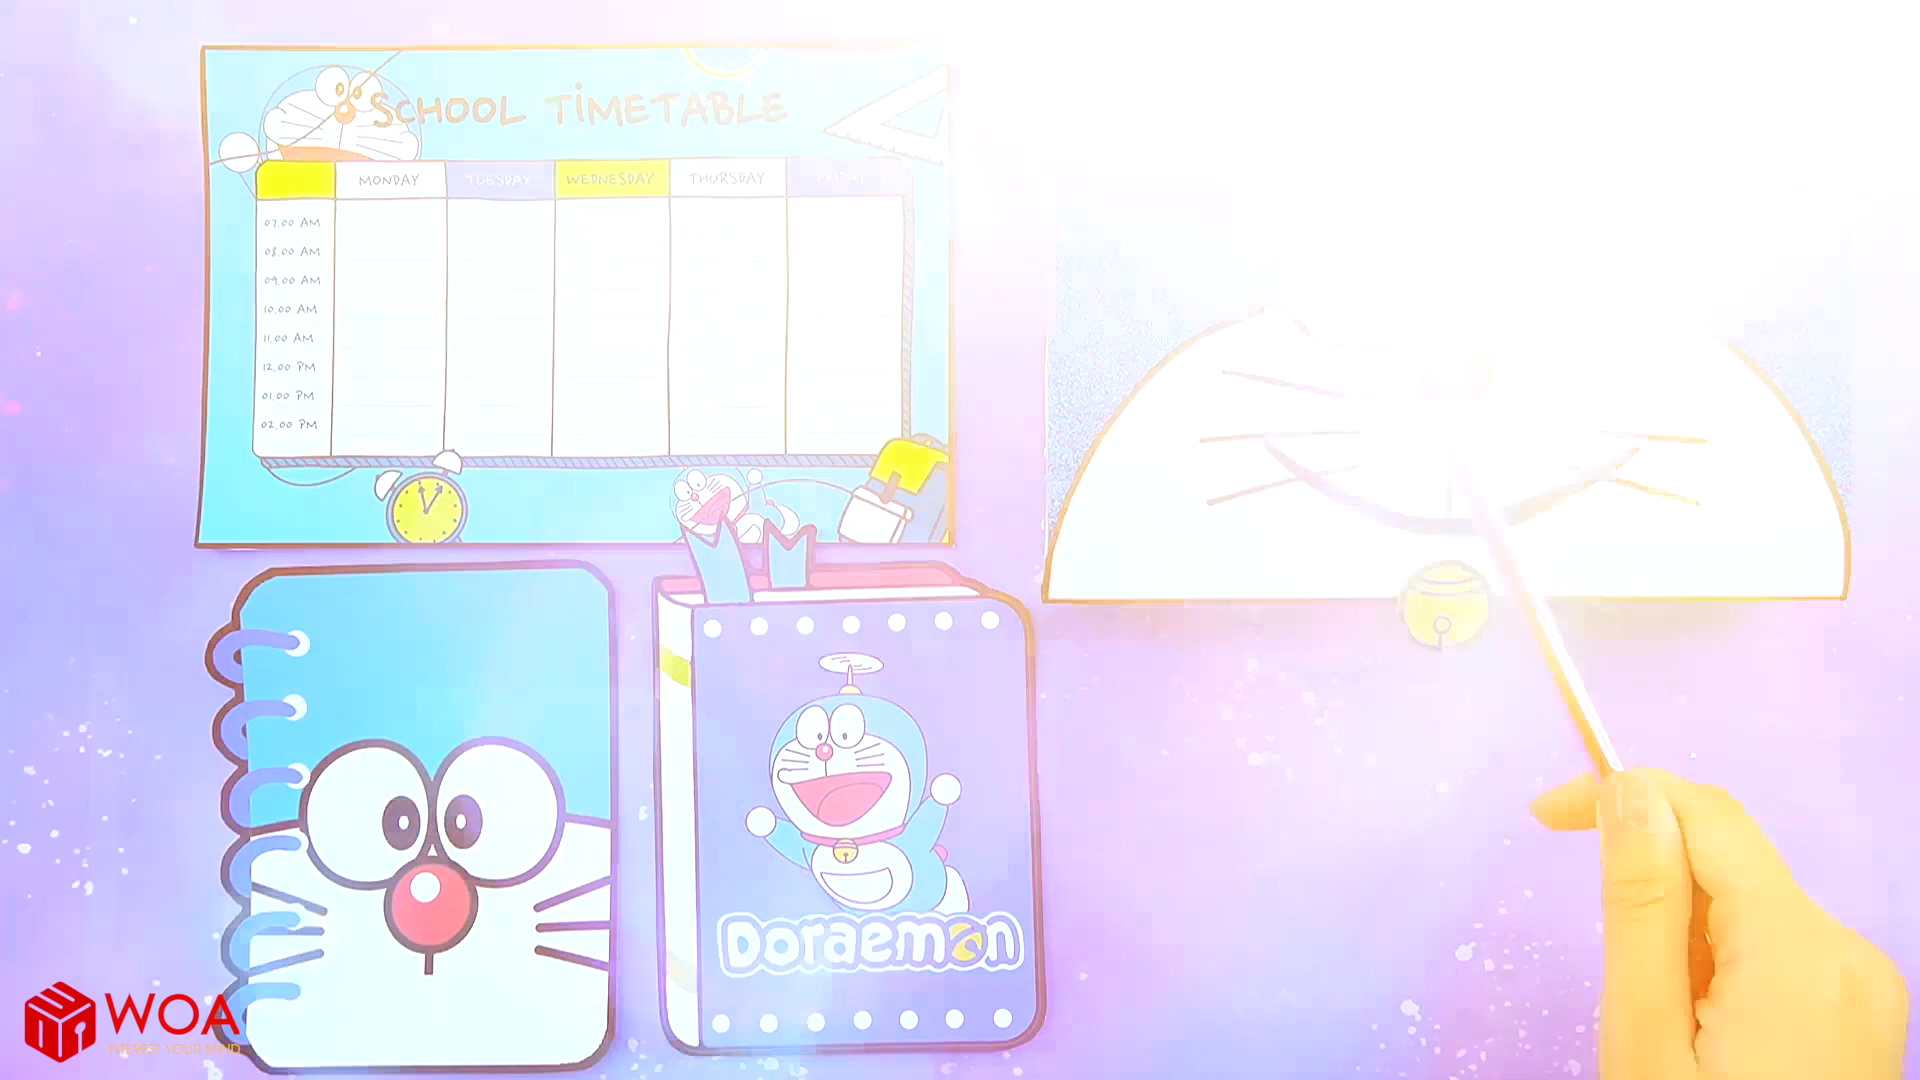 SCHOOL TIMETABLE
MONDAY TUESDAY WEDNESDAY THURSDAY FRIDAY
07.00 AM
08.00 AM
09.00 AM
10.00 AM
11.00 AM
12.00 PM
01.00 PM
02.00 PM
Doraemon
WOA
INTEREST YOUR MIND